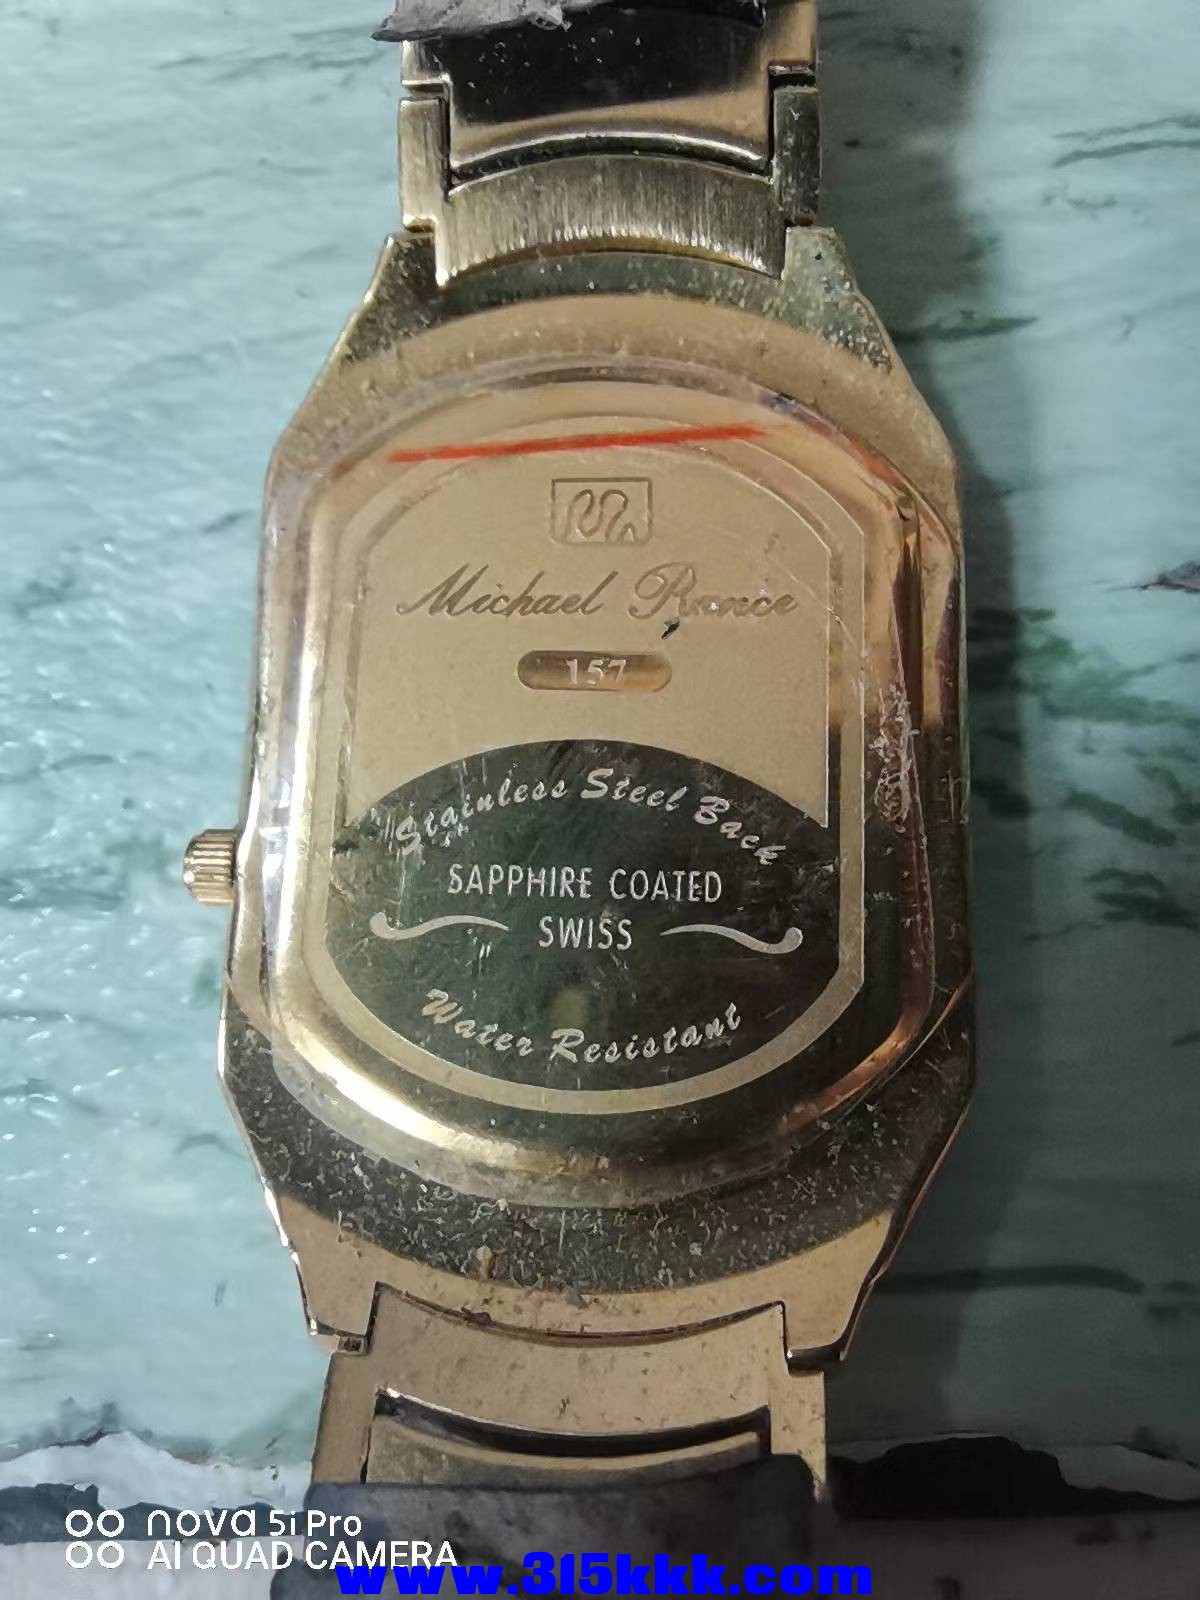 Michael Rance
157
Stainless Steel Back
SAPPHIRE COATED
SWISS
Water Resistant
nova 5i Pro
AI QUAD CAMERA
www.315kkk.com